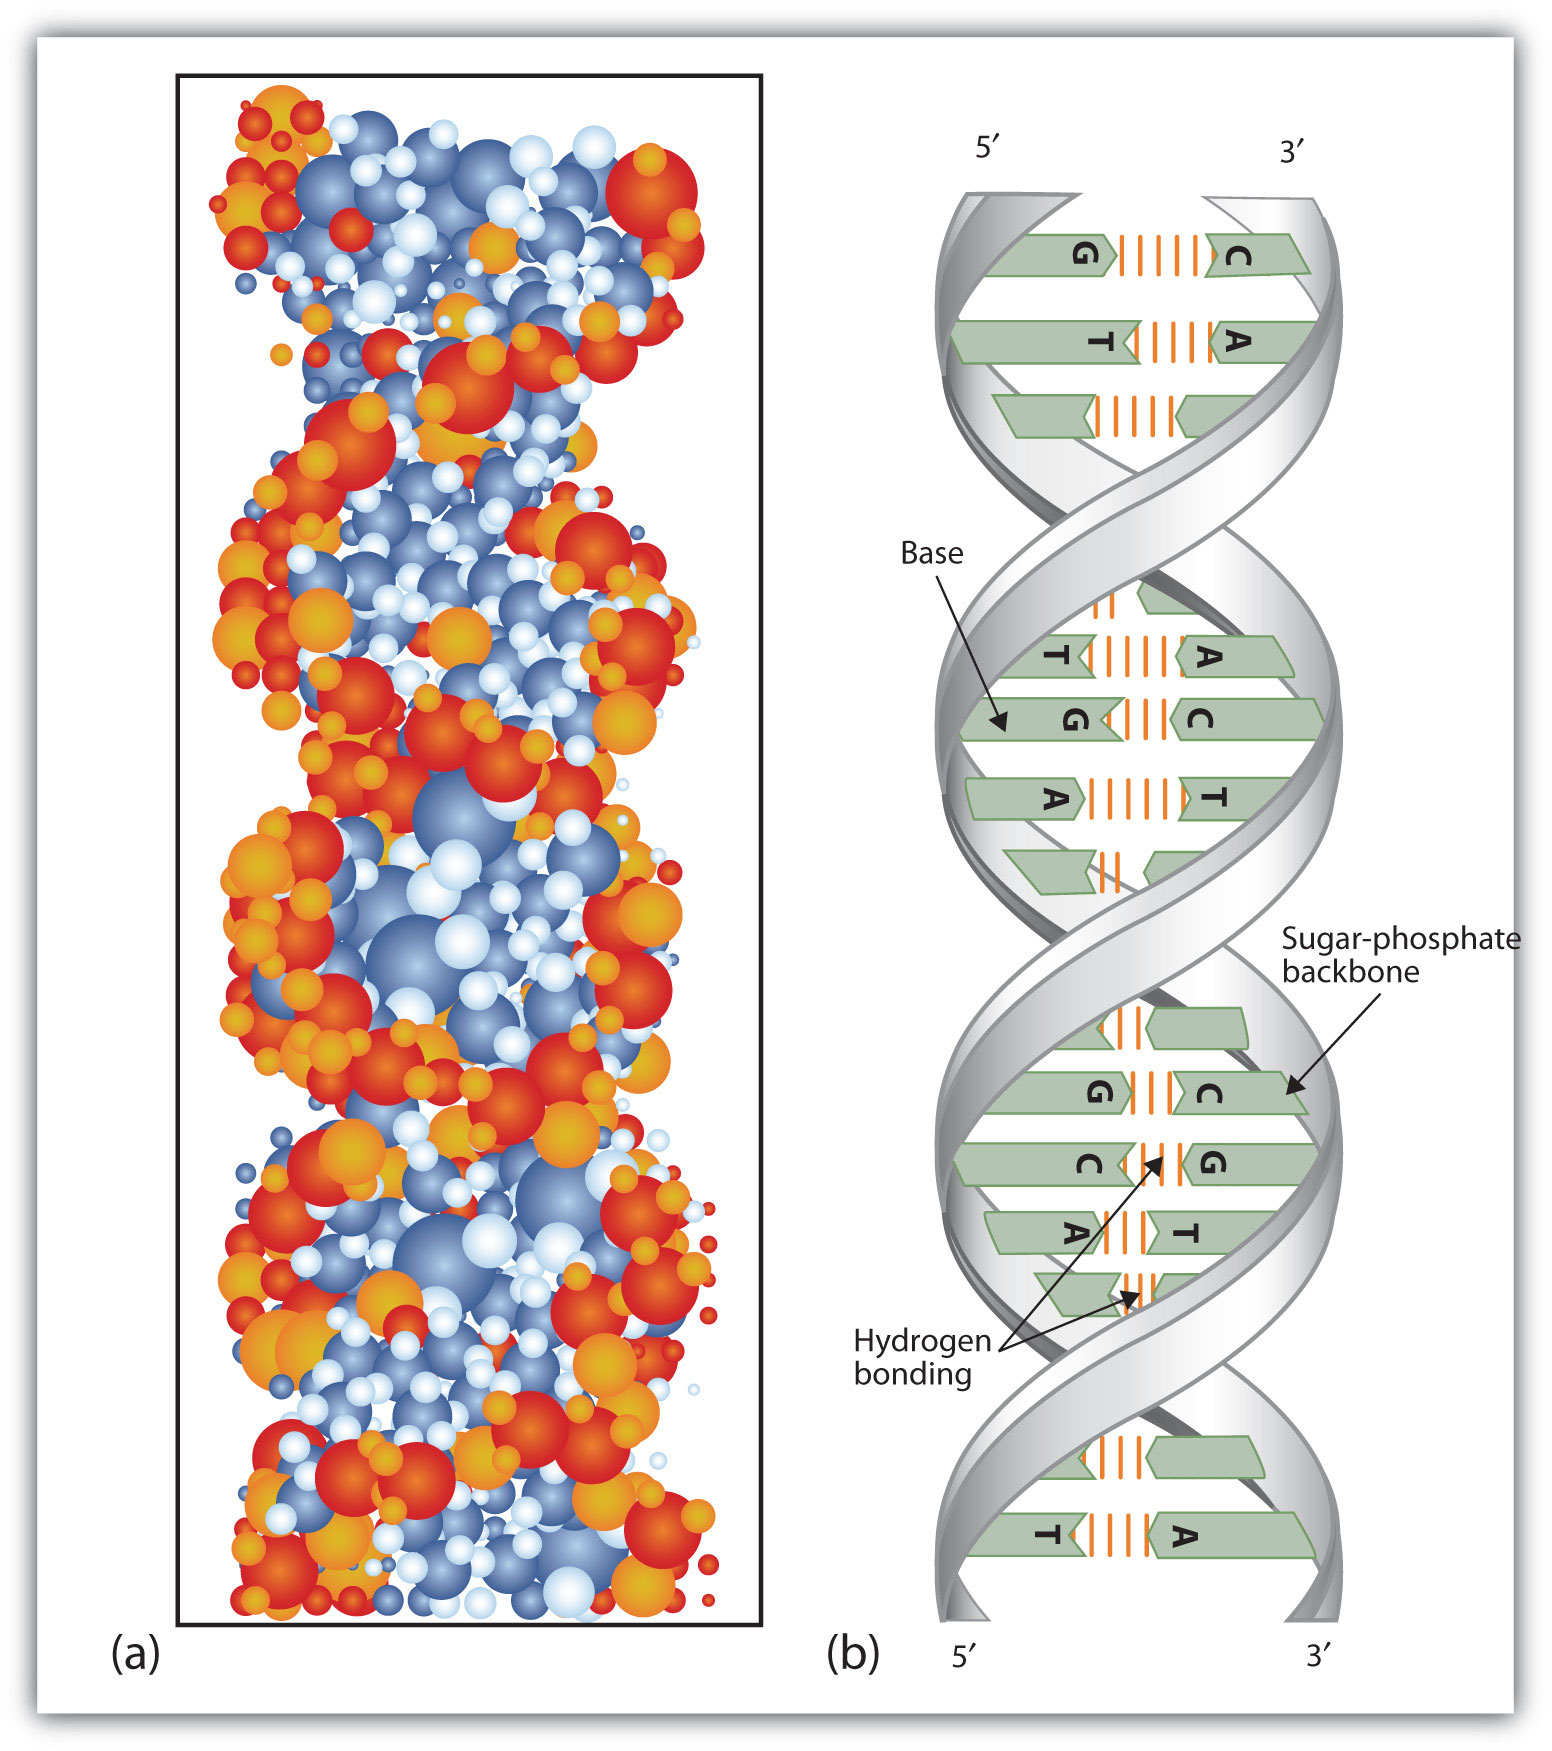 5′ 3′
G C
T A
Base
T A
G C
A T
Sugar-phosphate
backbone
G C
C G
A T
Hydrogen
bonding
T A
(a)
(b)
5′ 3′